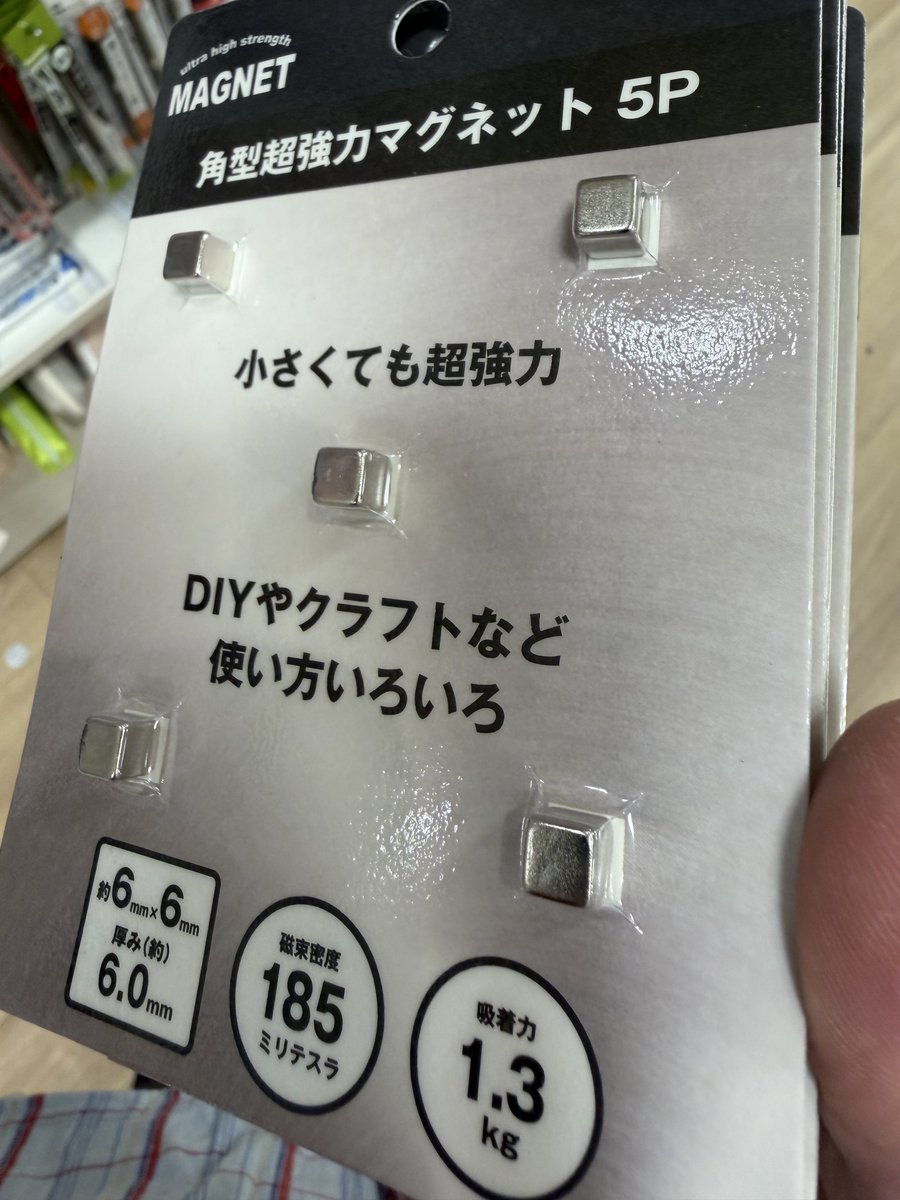 ultra high strength
MAGNET
角型超強力マグネット 5P
小さくても超強力
DIYやクラフトなど
使い方いろいろ
約6mm×6mm
厚み(約)
6.0mm
磁束密度
185
ミリテスラ
吸着力
1.3
kg